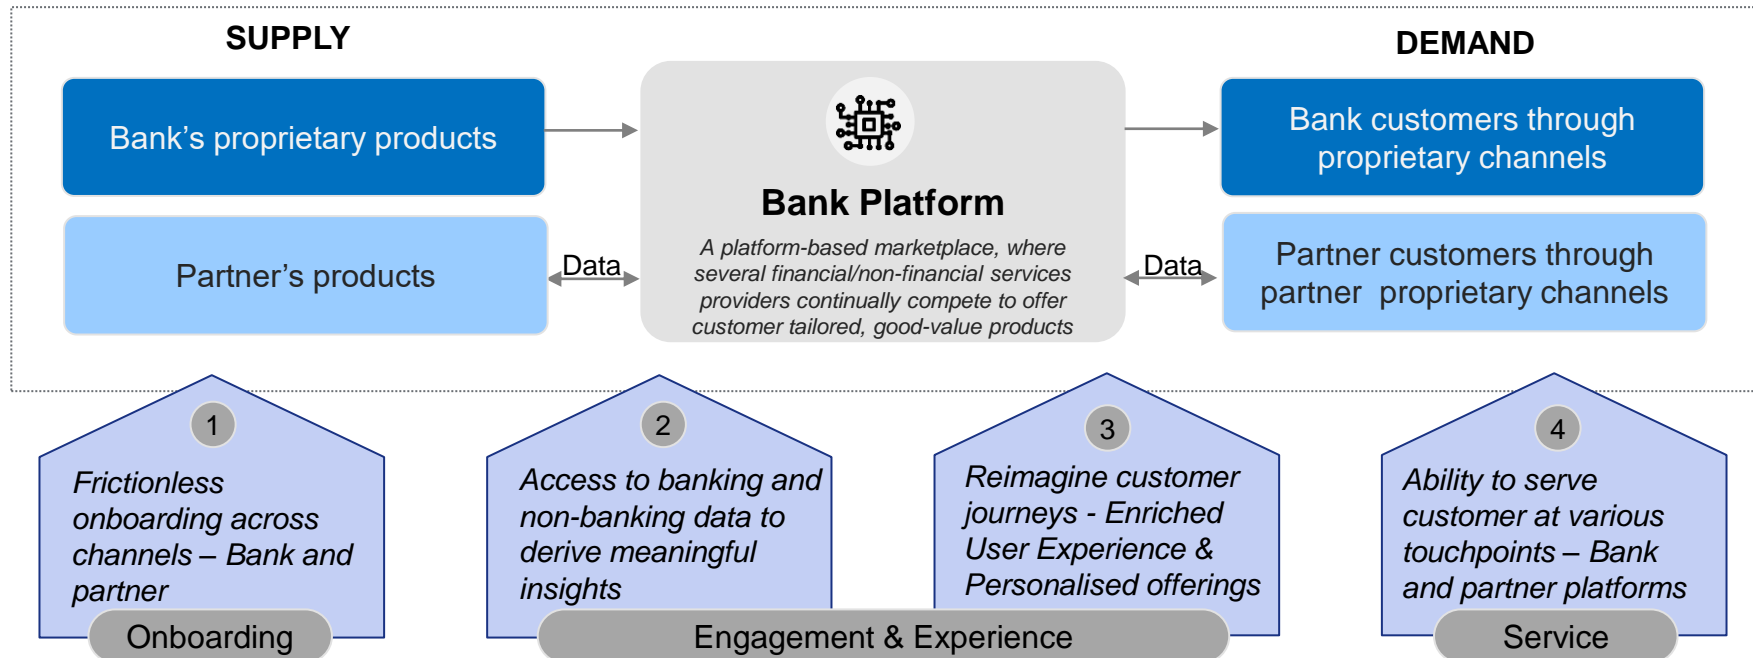 SUPPLY
DEMAND
Bank's proprietary products
Bank Platform
A platform-based marketplace, where
several financial/non-financial services
providers continually compete to offer
customer tailored, good-value products
Bank customers through
proprietary channels
Partner's products
Data
Data
Partner customers through
partner  proprietary channels
1
Frictionless
onboarding across
channels – Bank and
partner
Onboarding
2
Access to banking and
non-banking data to
derive meaningful
insights
3
Reimagine customer
journeys - Enriched
User Experience &
Personalised offerings
Engagement & Experience
4
Ability to serve
customer at various
touchpoints – Bank
and partner platforms
Service